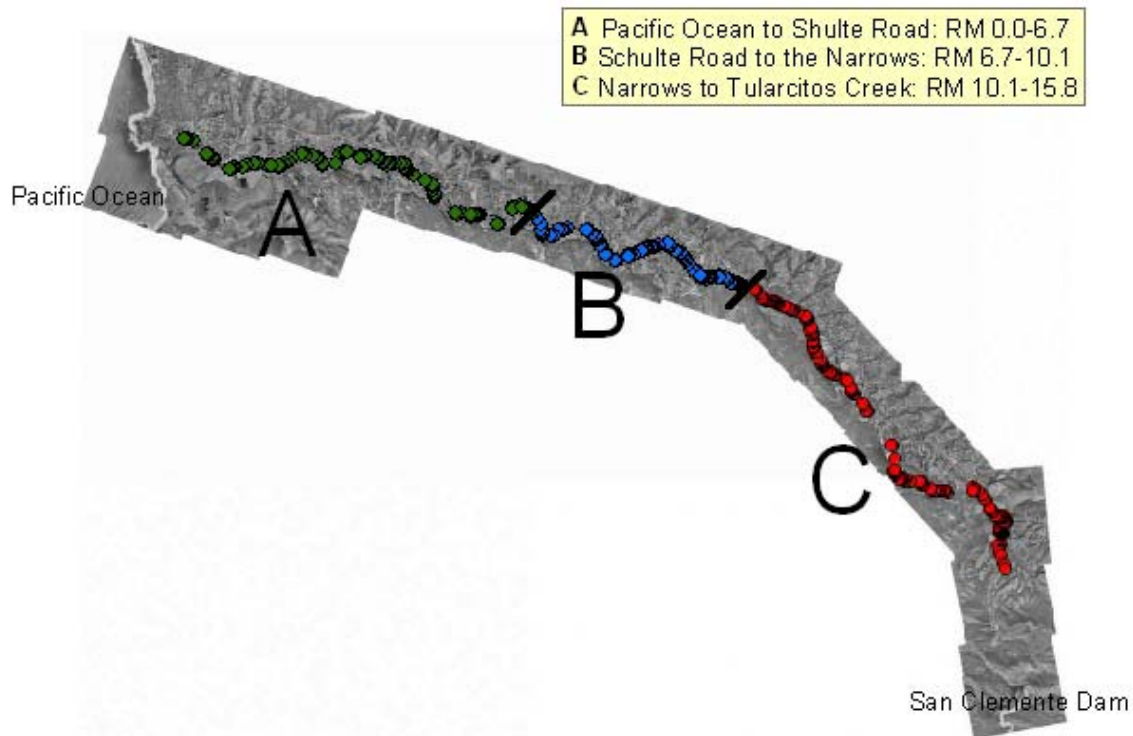 A Pacific Ocean to Shulte Road: RM 0.0-6.7
B Schulte Road to the Narrows: RM 6.7-10.1
C Narrows to Tularcitos Creek: RM 10.1-15.8
Pacific Ocean
A
B
C
San Clemente Dam